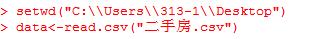 > setwd("C:\\Users\\313-1\\Desktop")
> data<-read.csv("二手房.csv")